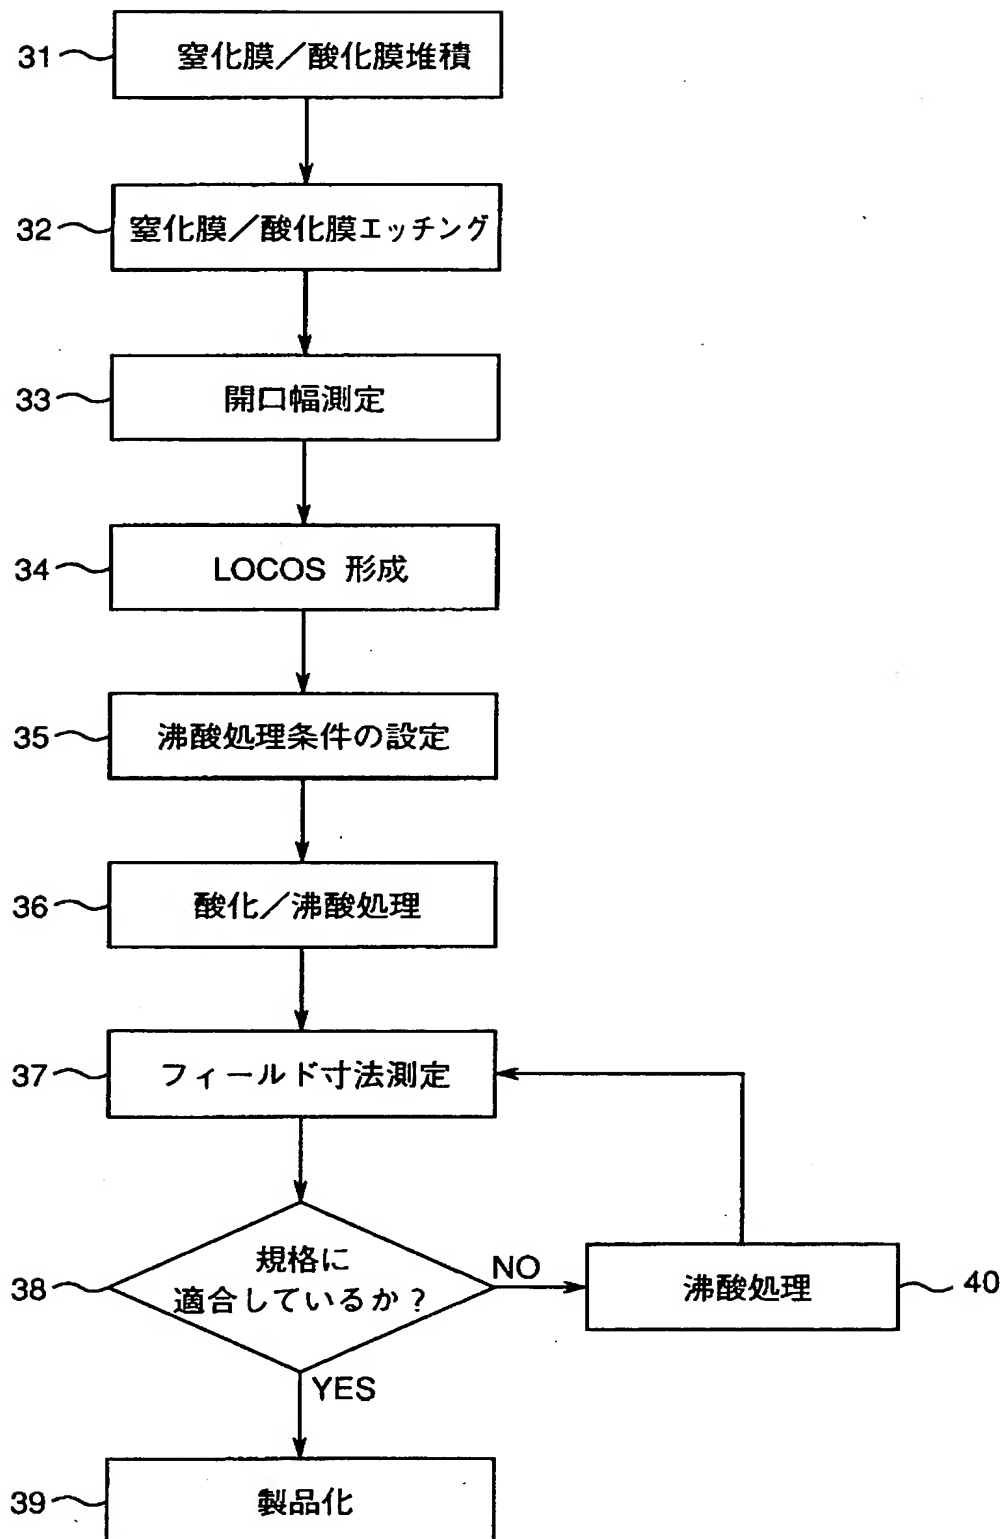 31
窒化膜／酸化膜堆積
32
窒化膜／酸化膜エッチング
33
開口幅測定
34
LOCOS 形成
35
沸酸処理条件の設定
36
酸化／沸酸処理
37
フィールド寸法測定
38
規格に
適合しているか？
NO
沸酸処理
40
YES
39
製品化